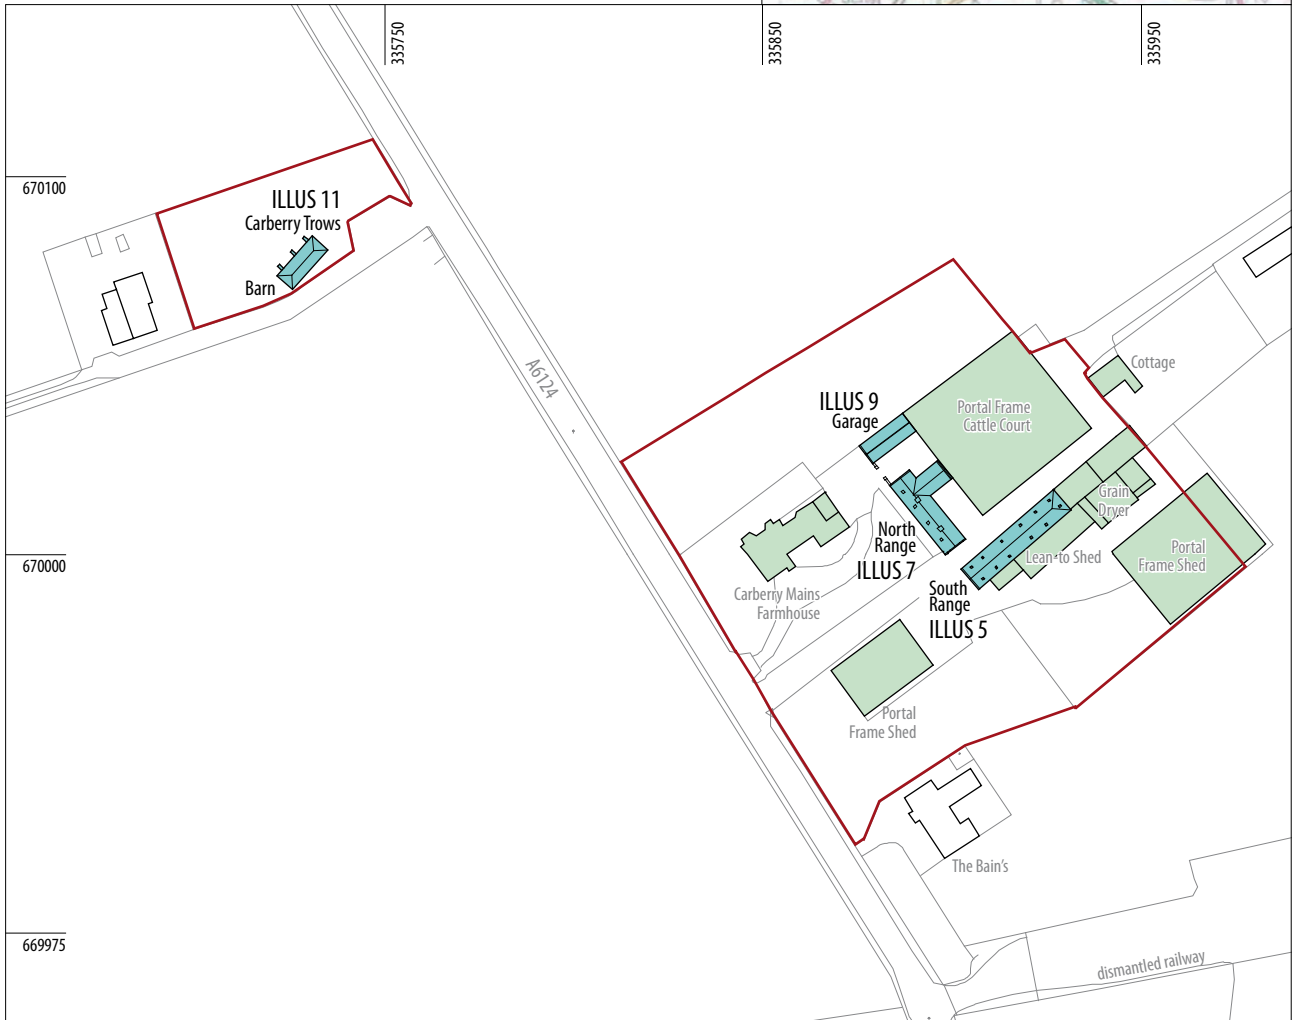 335750
335850
335950
670100
ILLUS 11
Carberry Trows
Barn
A6124
Cottage
ILLUS 9
Garage
Portal Frame
Cattle Court
Grain
Dryer
North
Range
ILLUS 7
Lean-to Shed
Portal
Frame Shed
670000
Carberry Mains
Farmhouse
South
Range
ILLUS 5
Portal
Frame Shed
The Bain's
669975
dismantled railway